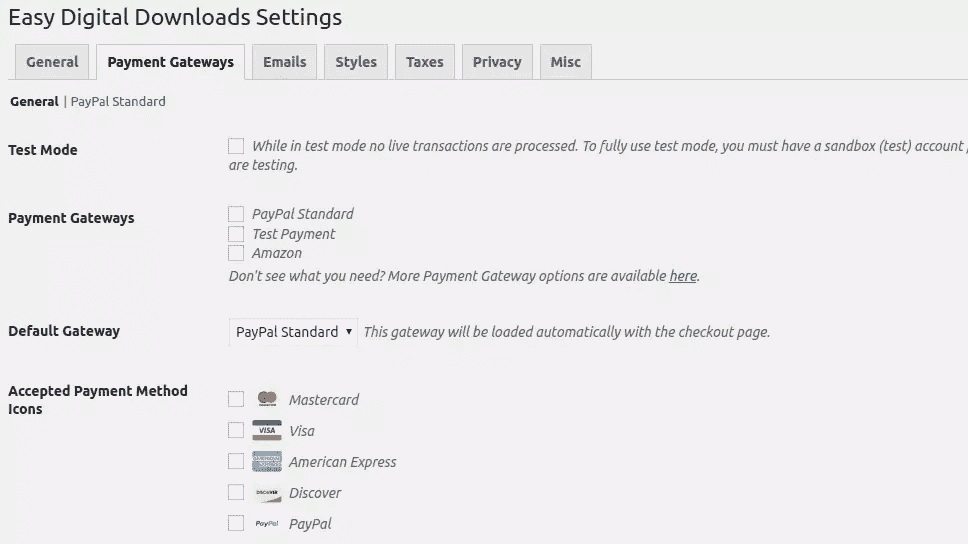 Easy Digital Downloads Settings
General Payment Gateways Emails Styles Taxes Privacy Misc
General | PayPal Standard
Test Mode
While in test mode no live transactions are processed. To fully use test mode, you must have a sandbox (test) account
are testing.
Payment Gateways
PayPal Standard
Test Payment
Amazon
Don't see what you need? More Payment Gateway options are available here.
Default Gateway
PayPal Standard This gateway will be loaded automatically with the checkout page.
Accepted Payment Method
Icons
Mastercard
VISA Visa
American Express
DISCOVER Discover
PayPal PayPal